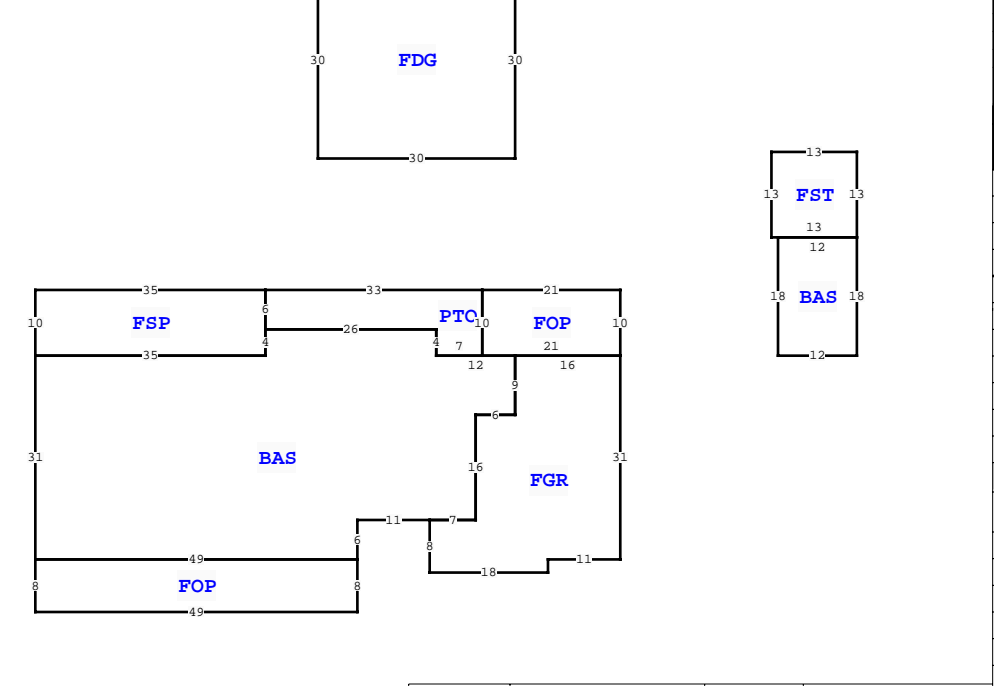 30 FDG 30
30
13
13 FST 13
13
12
35 33 21
6
18 BAS 18
10 FSP PTO 10 FOP 10
26
4 4 7 21
35 12
12 16
9
6
31 BAS 16 31
FGR
11 7
6 8
49 11
8 FOP 8 18
49